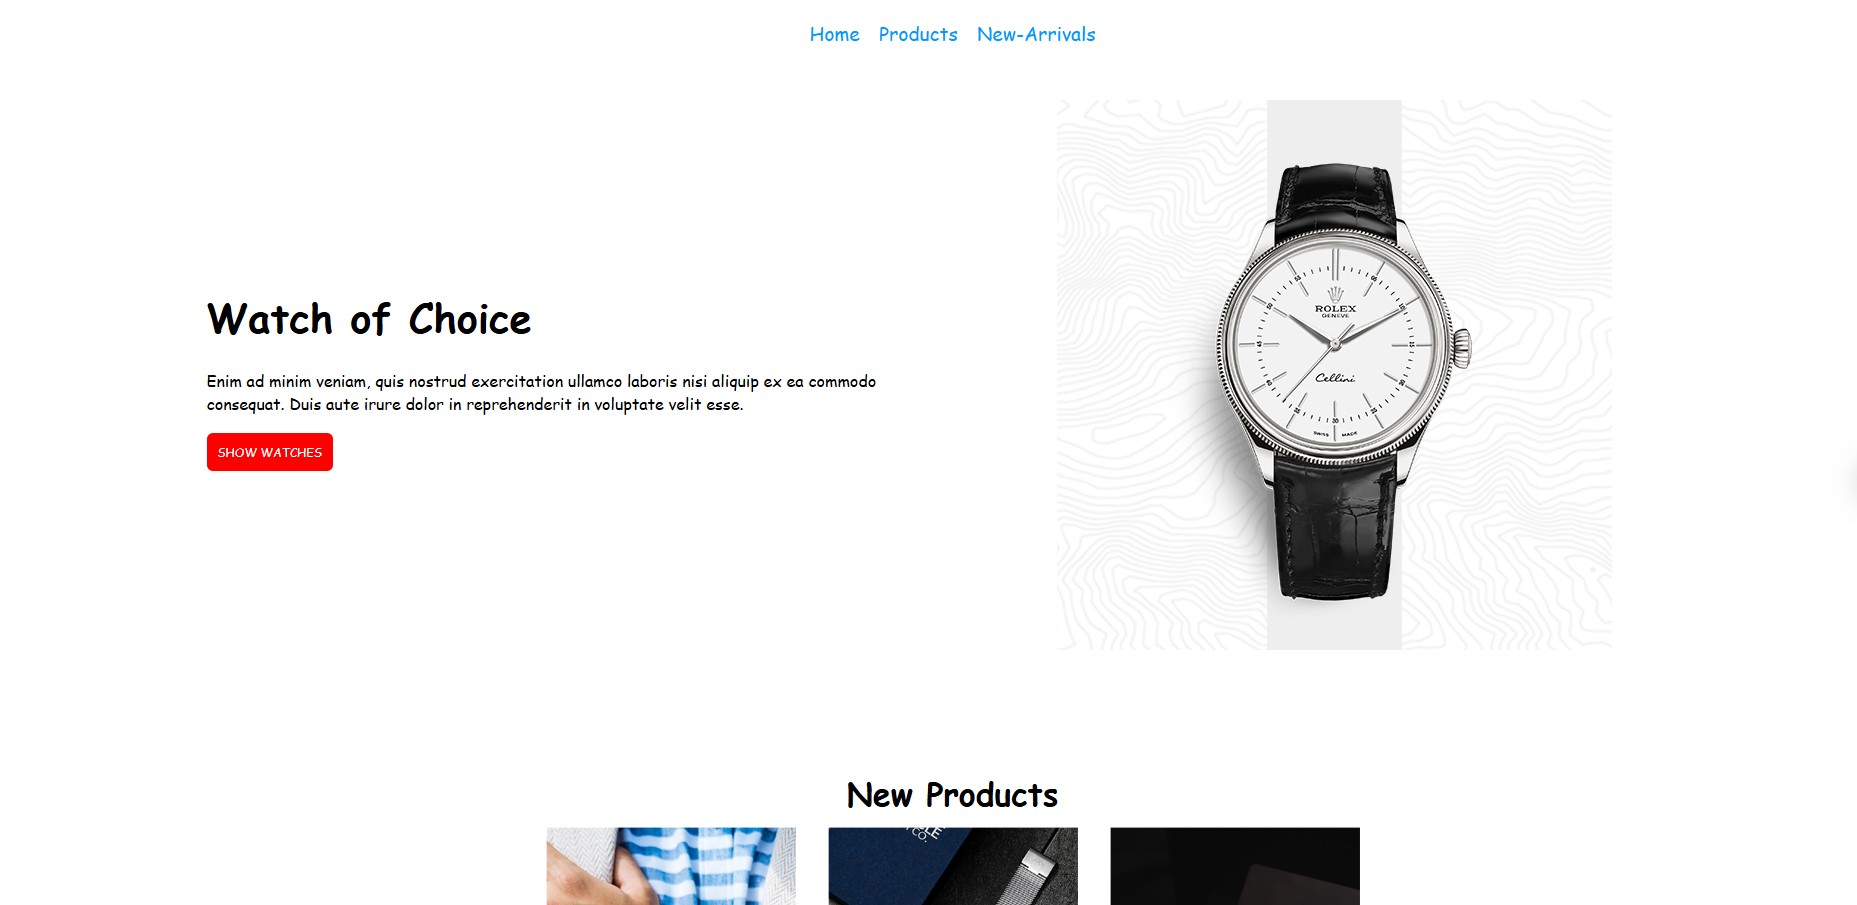 Home Products New-Arrivals
ROLEX
GENEVE
Cellini
SWISS MADE
Watch of Choice
Enim ad minim veniam, quis nostrud exercitation ullamco laboris nisi aliquip ex ea commodo
consequat. Duis aute irure dolor in reprehenderit in voluptate velit esse.
SHOW WATCHES
New Products